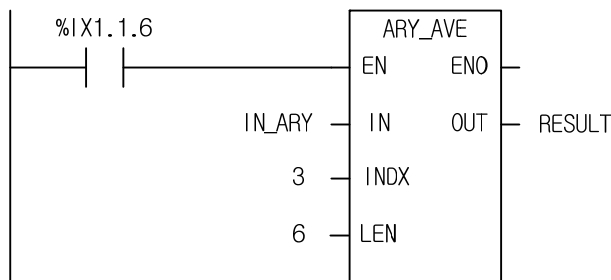 %IX1.1.6
ARY_AVE
EN ENO
IN_ARY IN OUT RESULT
3 INDX
6 LEN